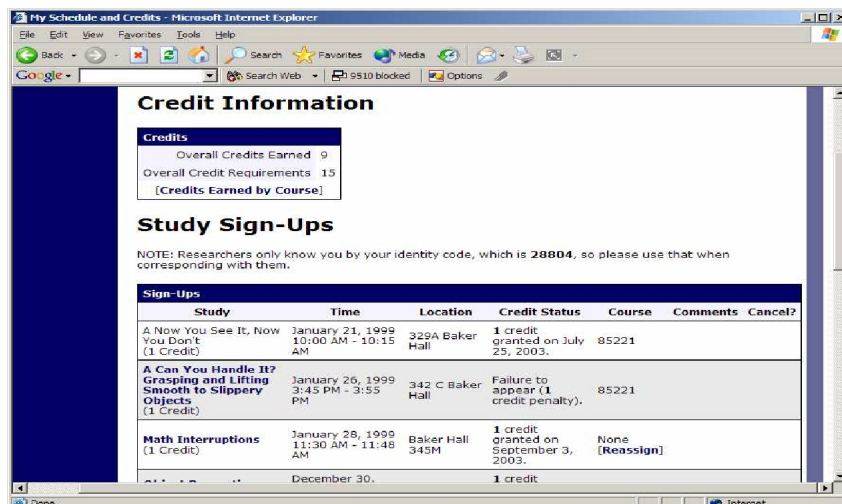 My Schedule and Credits - Microsoft Internet Explorer
File Edit View Favorites Tools Help
Back Search Favorites Media
Google Search Web 9510 blocked Options
Credit Information
Credits
Overall Credits Earned 9
Overall Credit Requirements 15
[Credits Earned by Course]
Study Sign-Ups
NOTE: Researchers only know you by your identity code, which is 28804, so please use that when
corresponding with them.
Sign-Ups
Study Time Location Credit Status Course Comments Cancel?
A Now You See It, Now January 21, 1999 329A Baker 1 credit 85221
You Don't 10:00 AM - 10:15 Hall granted on July
(1 Credit) AM 25, 2003.
A Can You Handle It?
Grasping and Lifting January 26, 1999 342 C Baker Failure to 85221
Smooth to Slippery 3:45 PM - 3:55 Hall appear (1
Objects PM credit penalty).
(1 Credit)
Math Interruptions January 28, 1999 Baker Hall 1 credit None
(1 Credit) 11:30 AM - 11:48 345M granted on [Reassign]
AM September 3,
2003.
December 30, 1 credit
Done Internet